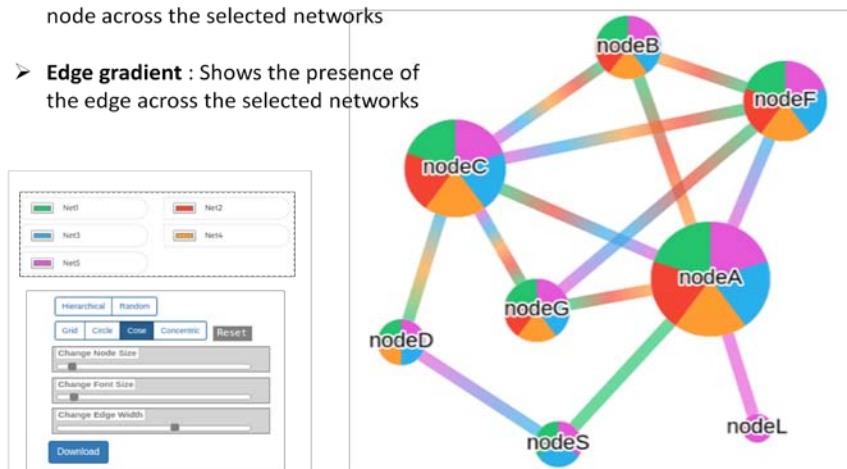 node across the selected networks
➢ Edge gradient : Shows the presence of
the edge across the selected networks
Net1
Net2
Net3
Net4
Net5
Hierarchical Random
Grid Circle Cose Concentric Reset
Change Node Size
Change Font Size
Change Edge Width
Download
nodeB
nodeF
nodeC
nodeA
nodeG
nodeD
nodeL
nodeS